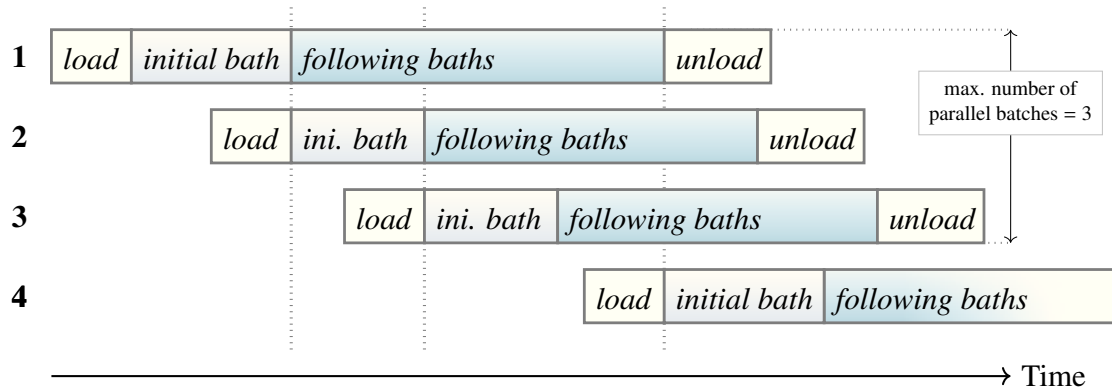 1 load initial bath following baths unload
max. number of
parallel batches = 3
2 load ini. bath following baths unload
3 load ini. bath following baths unload
4 load initial bath following baths
Time